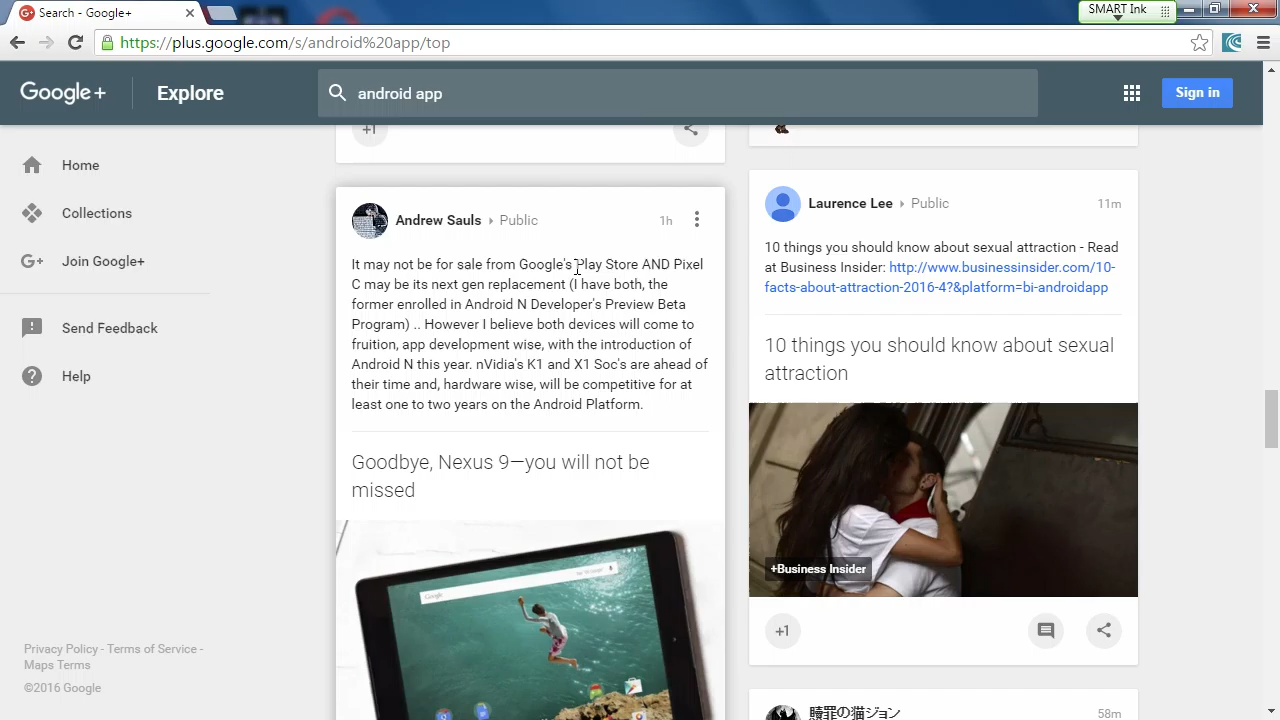 Search - Google+
SMART Ink
https://plus.google.com/s/android%20app/top
Google+
Explore
android app
Sign in
Home
Collections
G+ Join Google+
Send Feedback
Help
Privacy Policy - Terms of Service -
Maps Terms
©2016 Google
+1
Andrew Sauls
Public
1h
It may not be for sale from Google's Play Store AND Pixel
C may be its next gen replacement (I have both, the
former enrolled in Android N Developer's Preview Beta
Program) .. However I believe both devices will come to
fruition, app development wise, with the introduction of
Android N this year. nVidia's K1 and X1 Soc's are ahead of
their time and, hardware wise, will be competitive for at
least one to two years on the Android Platform.
Goodbye, Nexus 9—you will not be
missed
Google
Laurence Lee
Public
11m
10 things you should know about sexual attraction - Read
at Business Insider: http://www.businessinsider.com/10-
facts-about-attraction-2016-4?&platform=bi-androidapp
10 things you should know about sexual
attraction
+Business Insider
+1
贖罪の猫ジョン
58m